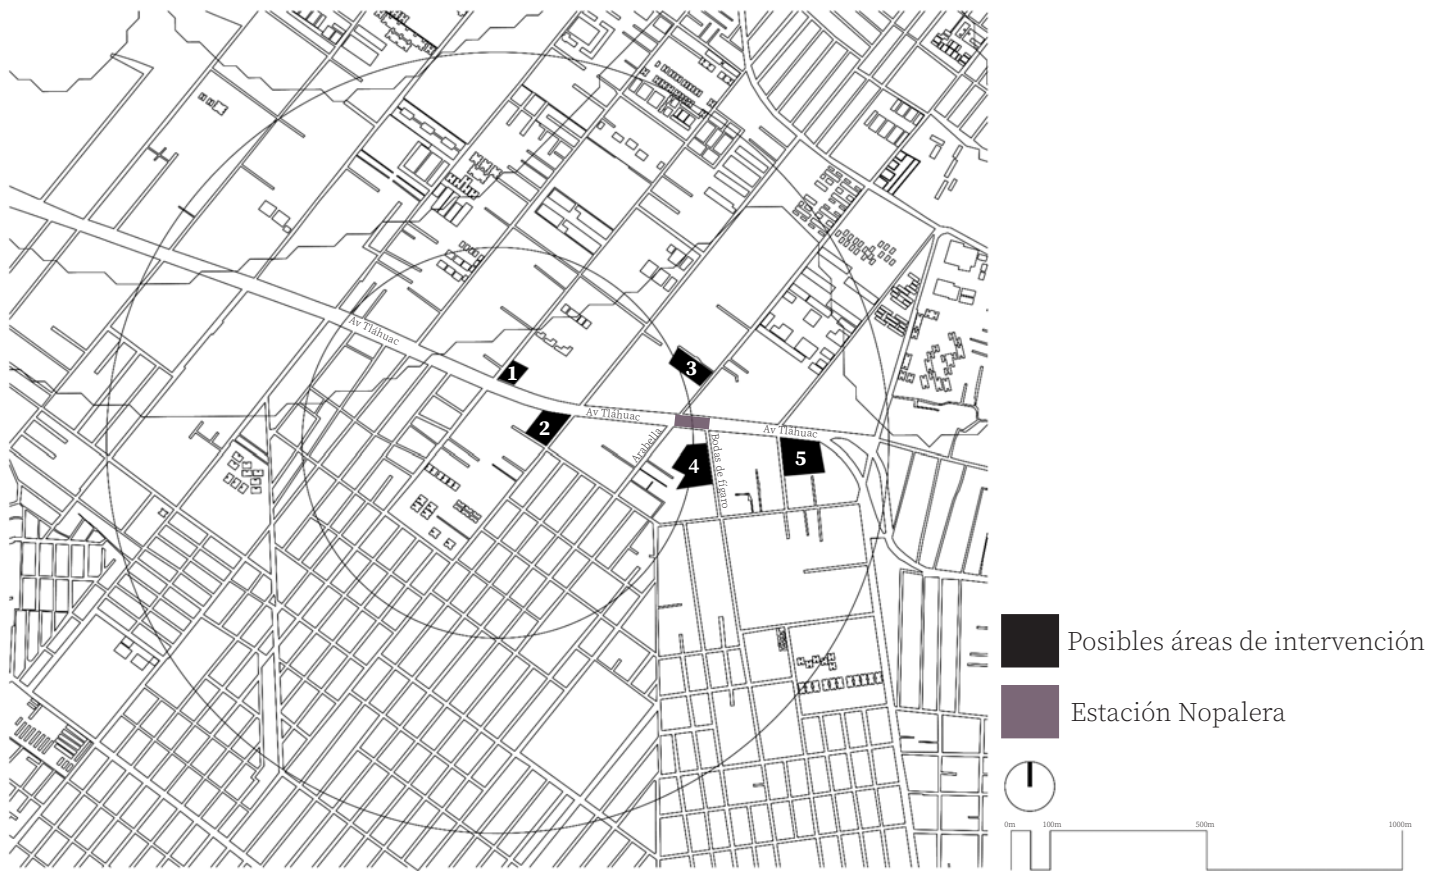 Av Tláhuac
1
3
2
Av Tláhuac
Av Tláhuac
Arabella
Bodas de fígaro
4
5
Posibles áreas de intervención
Estación Nopalera
0m 100m 500m 1000m